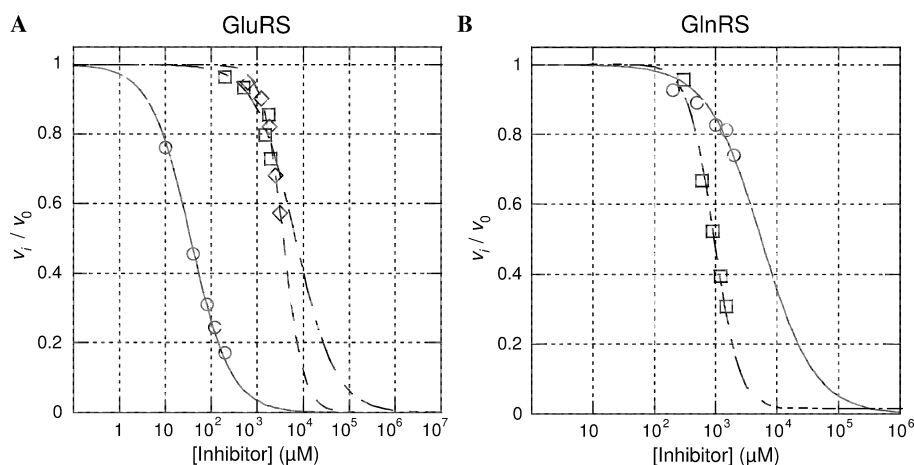 A GluRS
1
0.8
0.6
0.4
0.2
0
v_i / v_0
1 10 10² 10³ 10⁴ 10⁵ 10⁶ 10⁷
[Inhibitor] (µM)
B GlnRS
1
0.8
0.6
0.4
0.2
0
v_i / v_0
10 10² 10³ 10⁴ 10⁵ 10⁶
[Inhibitor] (µM)